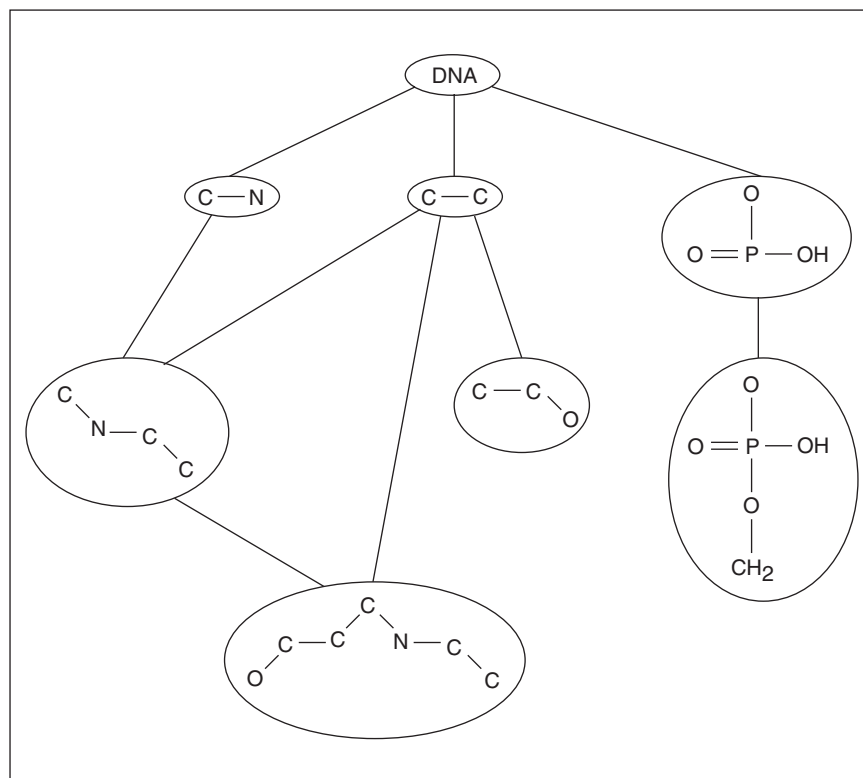 DNA
C — N
C — C
O
O = P — OH
C
N — C
C
C — C
O
O
O = P — OH
O
CH2
C
C — C N — C
O C